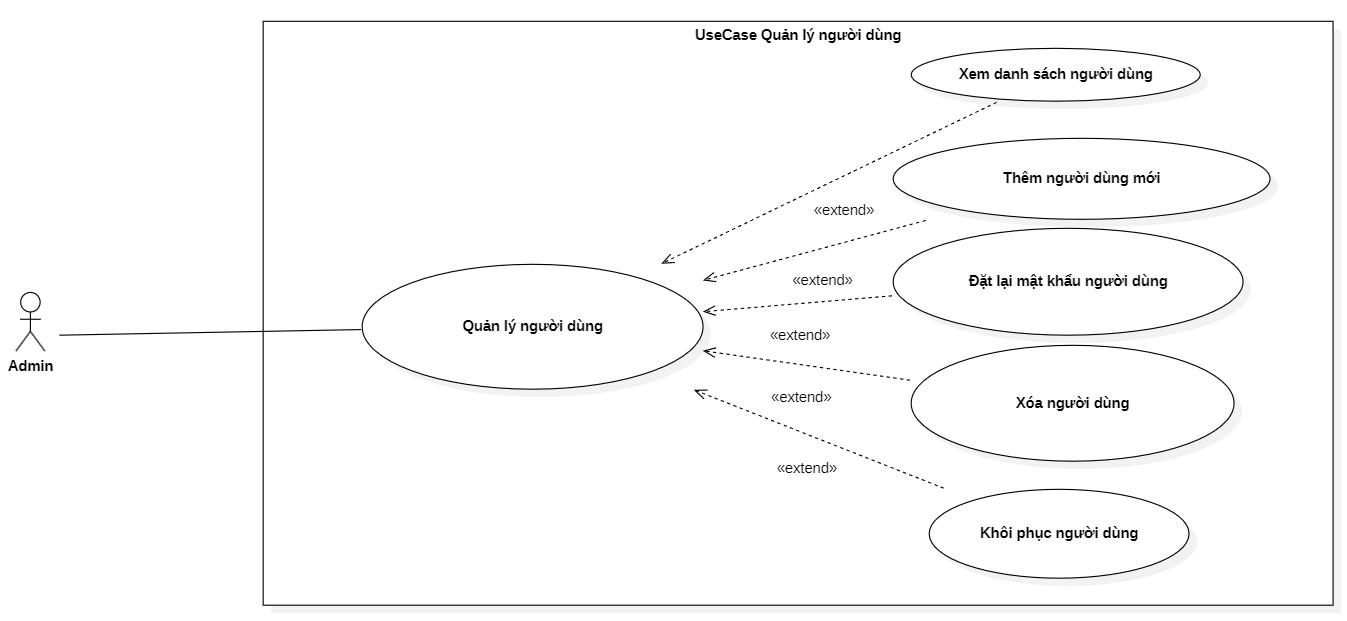 UseCase Quản lý người dùng
Xem danh sách người dùng
Thêm người dùng mới
«extend»
«extend»
Đặt lại mật khẩu người dùng
Quản lý người dùng
«extend»
Admin
«extend»
Xóa người dùng
«extend»
Khôi phục người dùng